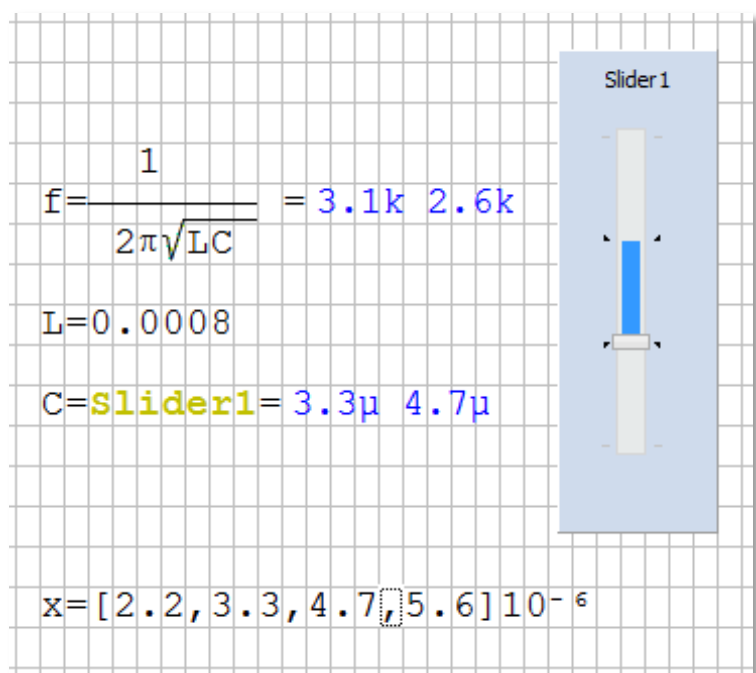 Slider1
f=1/2π√LC = 3.1k 2.6k
L=0.0008
C=Slider1= 3.3µ 4.7µ
x=[2.2,3.3,4.7,5.6]10⁻⁶